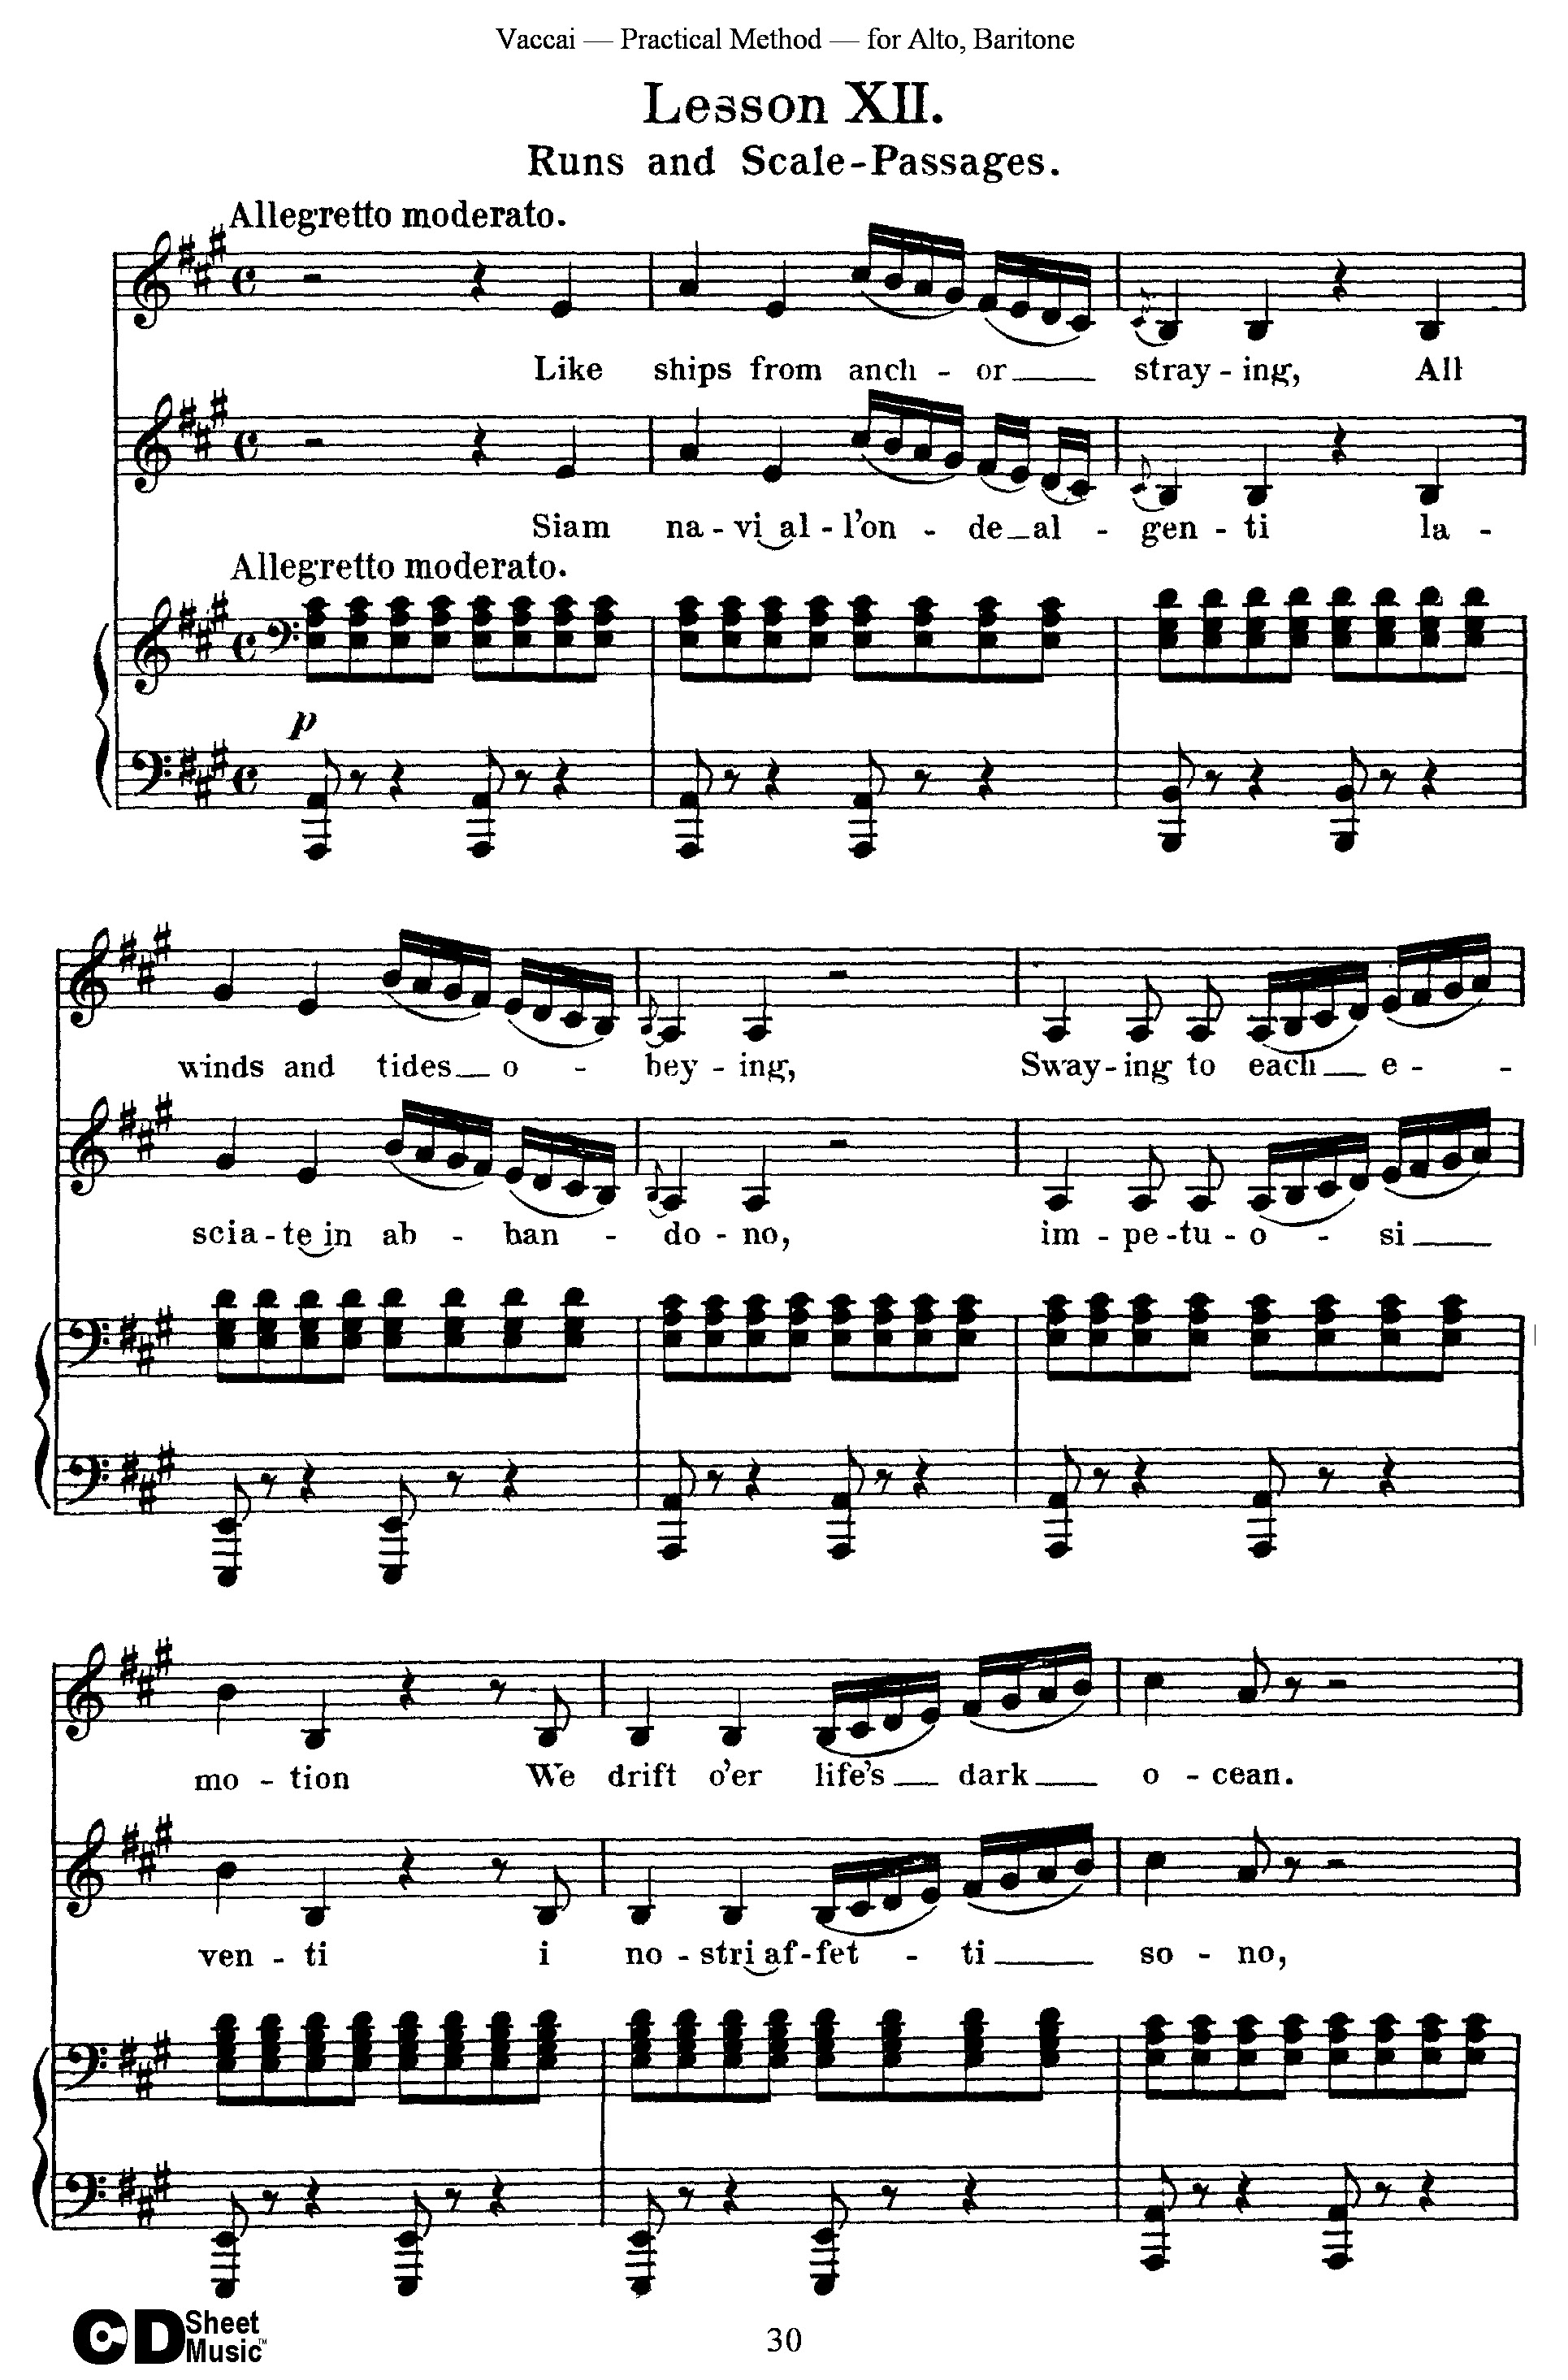 Vaccai — Practical Method — for Alto, Baritone
Lesson XII.
Runs and Scale-Passages.
Allegretto moderato.
Like ships from anch - or straying, All
Siam na - vi al - l'on - de al - gen - ti la -
Allegretto moderato.
p
winds and tides o - bey - ing, Sway - ing to each e - -
scia - te in ab - ban - do - no, im - pe - tu - o - si
mo - tion We drift o'er life's dark o - cean.
ven - ti i no - stri af - fet - ti so - no,
CD Sheet Music™
30